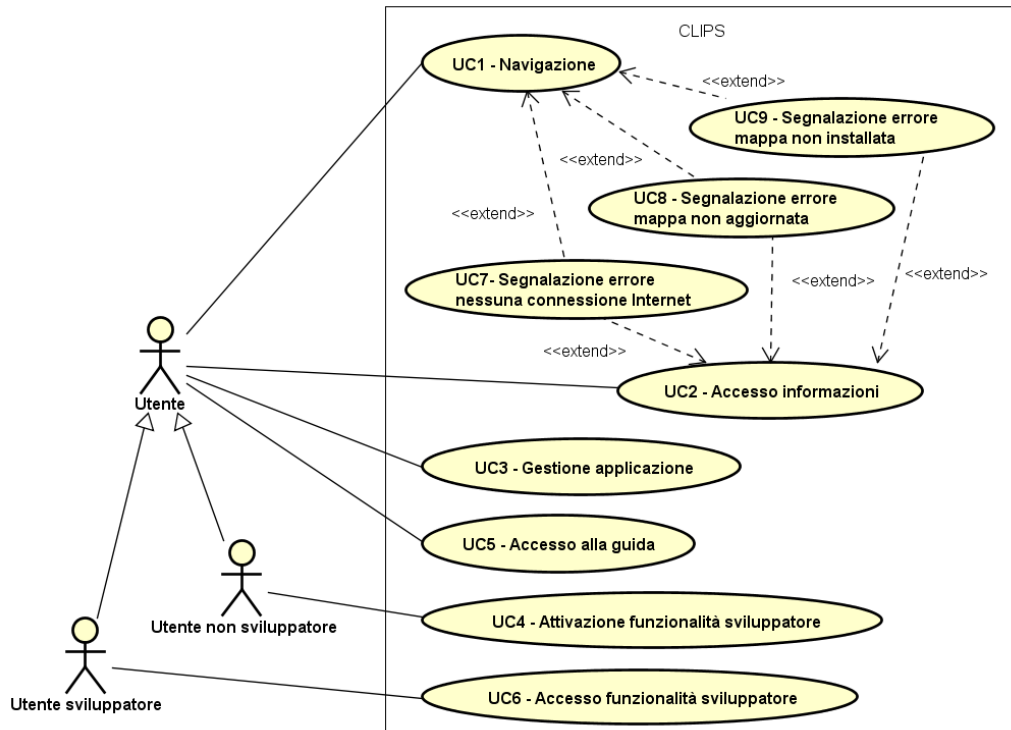 CLIPS
UC1 - Navigazione
<<extend>>
UC9 - Segnalazione errore
mappa non installata
<<extend>>
UC8 - Segnalazione errore
mappa non aggiornata
<<extend>>
UC7- Segnalazione errore
nessuna connessione Internet
<<extend>>
<<extend>>
<<extend>>
UC2 - Accesso informazioni
Utente
UC3 - Gestione applicazione
UC5 - Accesso alla guida
Utente non sviluppatore
UC4 - Attivazione funzionalità sviluppatore
Utente sviluppatore
UC6 - Accesso funzionalità sviluppatore